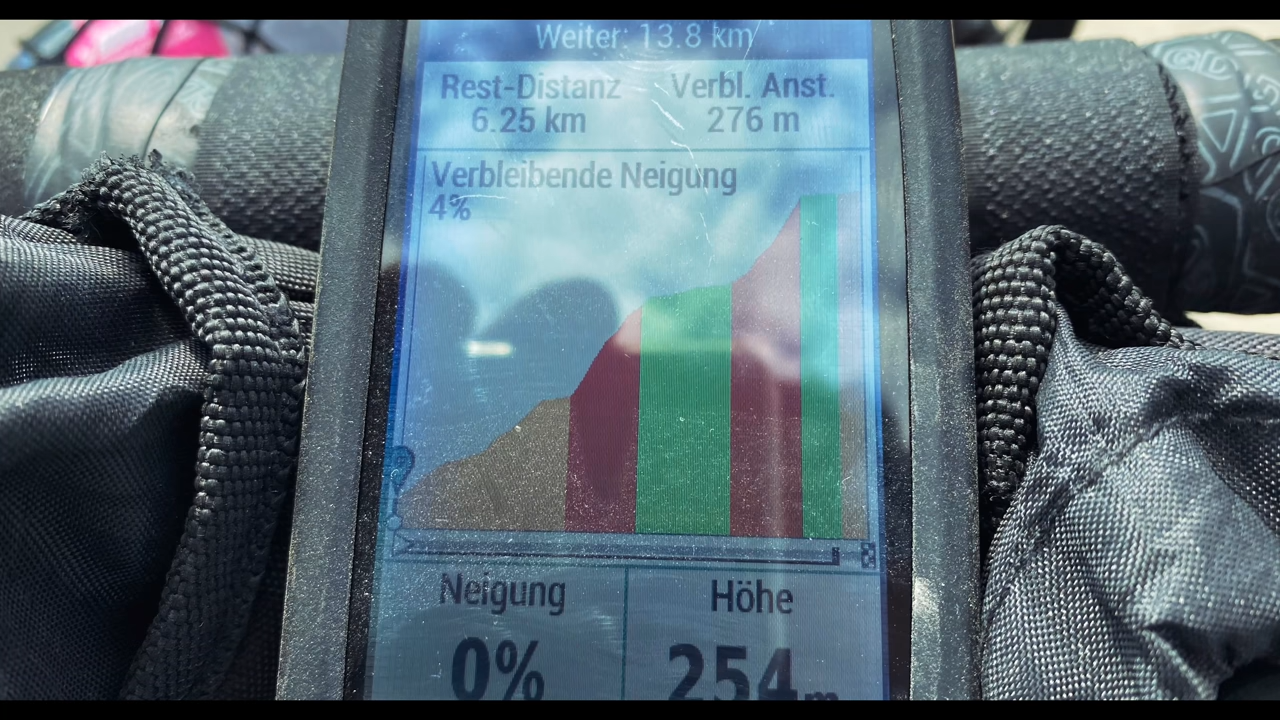 Weiter: 13.8 km
Rest-Distanz Verbl. Anst.
6.25 km 276 m
Verbleibende Neigung
4%
Neigung Höhe
0% 254 m